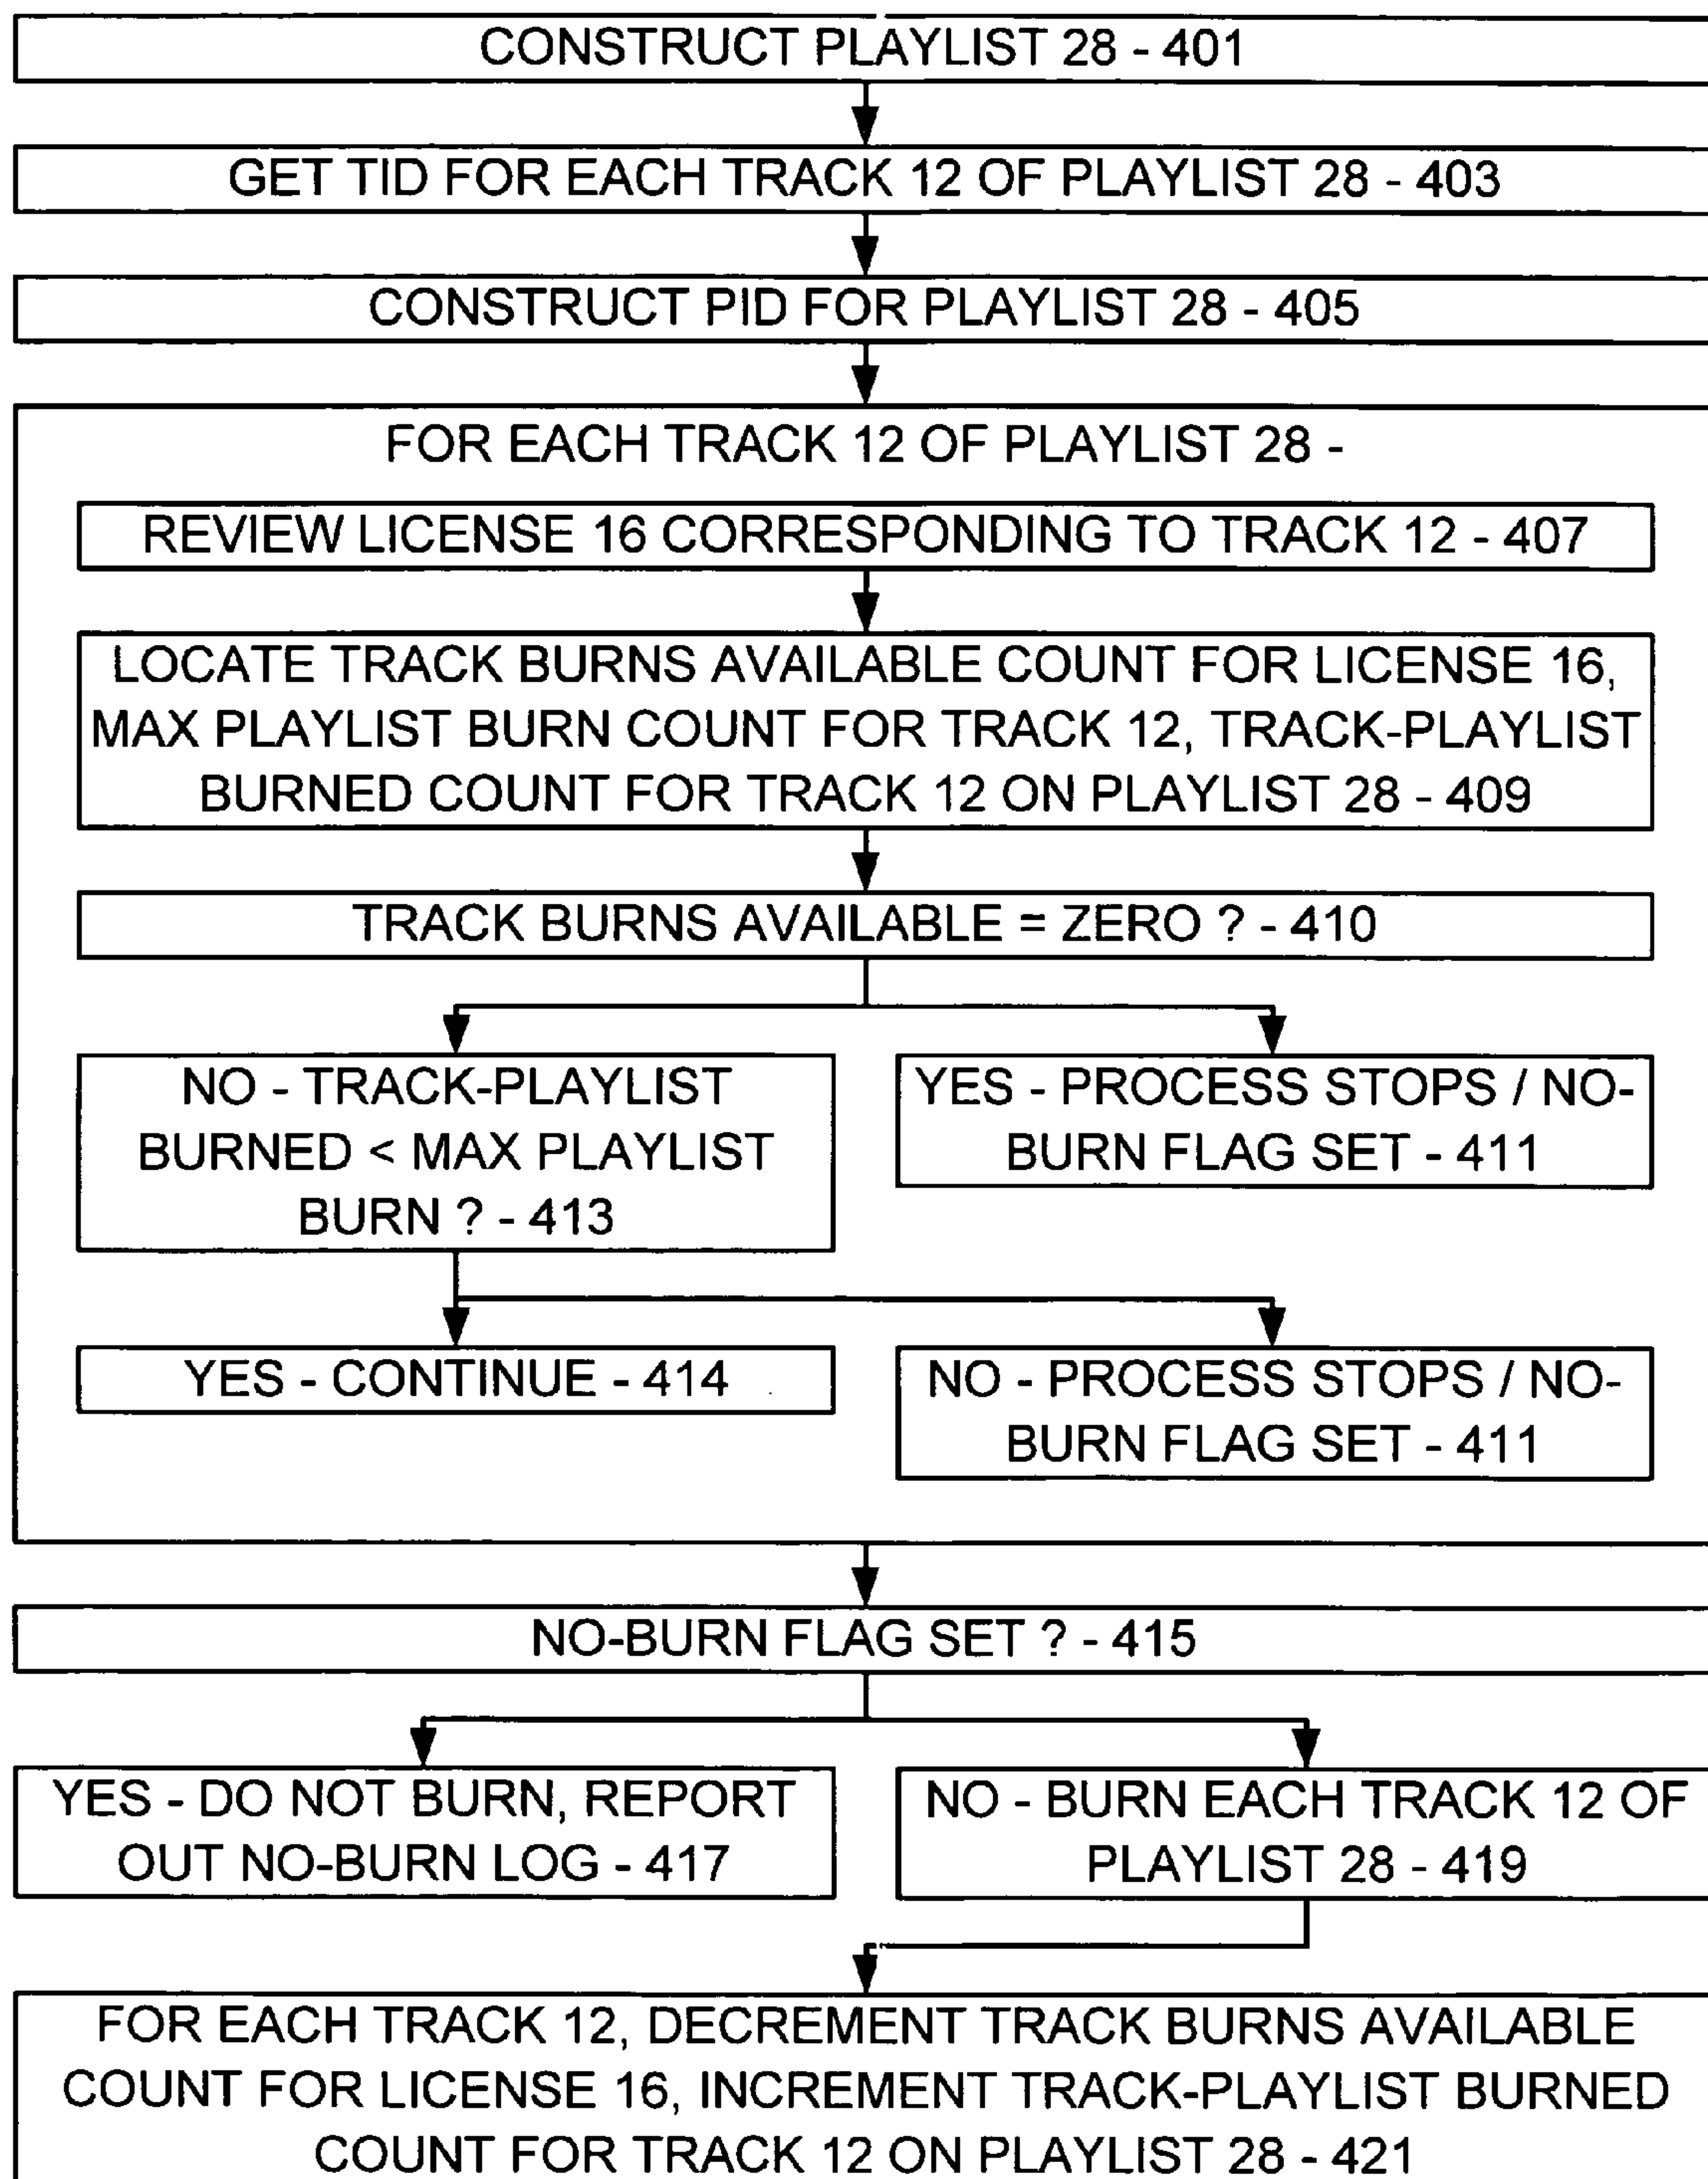 CONSTRUCT PLAYLIST 28 - 401
GET TID FOR EACH TRACK 12 OF PLAYLIST 28 - 403
CONSTRUCT PID FOR PLAYLIST 28 - 405
FOR EACH TRACK 12 OF PLAYLIST 28 -
REVIEW LICENSE 16 CORRESPONDING TO TRACK 12 - 407
LOCATE TRACK BURNS AVAILABLE COUNT FOR LICENSE 16,
MAX PLAYLIST BURN COUNT FOR TRACK 12, TRACK-PLAYLIST
BURNED COUNT FOR TRACK 12 ON PLAYLIST 28 - 409
TRACK BURNS AVAILABLE = ZERO ? - 410
NO - TRACK-PLAYLIST
BURNED < MAX PLAYLIST
BURN ? - 413
YES - PROCESS STOPS / NO-
BURN FLAG SET - 411
YES - CONTINUE - 414
NO - PROCESS STOPS / NO-
BURN FLAG SET - 411
NO-BURN FLAG SET ? - 415
YES - DO NOT BURN, REPORT
OUT NO-BURN LOG - 417
NO - BURN EACH TRACK 12 OF
PLAYLIST 28 - 419
FOR EACH TRACK 12, DECREMENT TRACK BURNS AVAILABLE
COUNT FOR LICENSE 16, INCREMENT TRACK-PLAYLIST BURNED
COUNT FOR TRACK 12 ON PLAYLIST 28 - 421